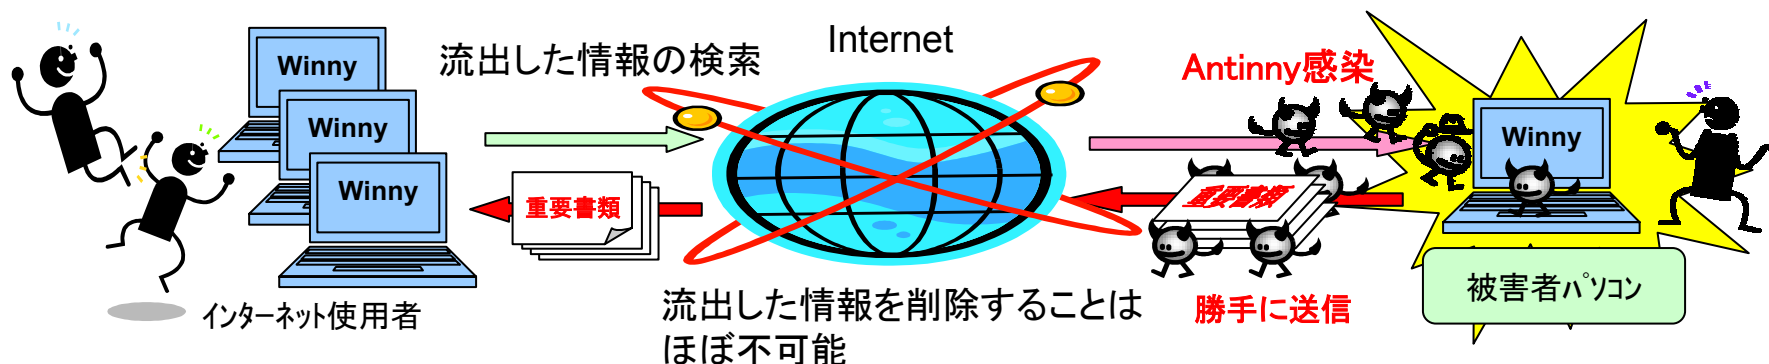 Winny
Winny
Winny
インターネット使用者
流出した情報の検索
重要書類
Internet
流出した情報を削除することは
ほぼ不可能
Antinny感染
重要書類
勝手に送信
Winny
被害者パソコン